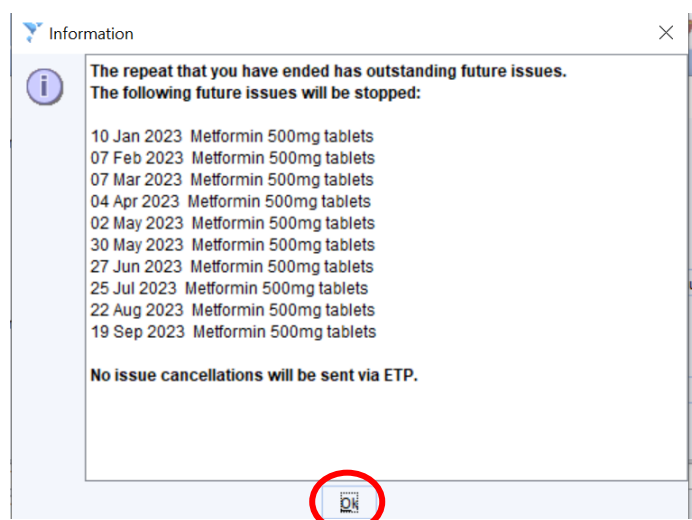 Information
The repeat that you have ended has outstanding future issues.
The following future issues will be stopped:
10 Jan 2023 Metformin 500mg tablets
07 Feb 2023 Metformin 500mg tablets
07 Mar 2023 Metformin 500mg tablets
04 Apr 2023 Metformin 500mg tablets
02 May 2023 Metformin 500mg tablets
30 May 2023 Metformin 500mg tablets
27 Jun 2023 Metformin 500mg tablets
25 Jul 2023 Metformin 500mg tablets
22 Aug 2023 Metformin 500mg tablets
19 Sep 2023 Metformin 500mg tablets
No issue cancellations will be sent via ETP.
Ok